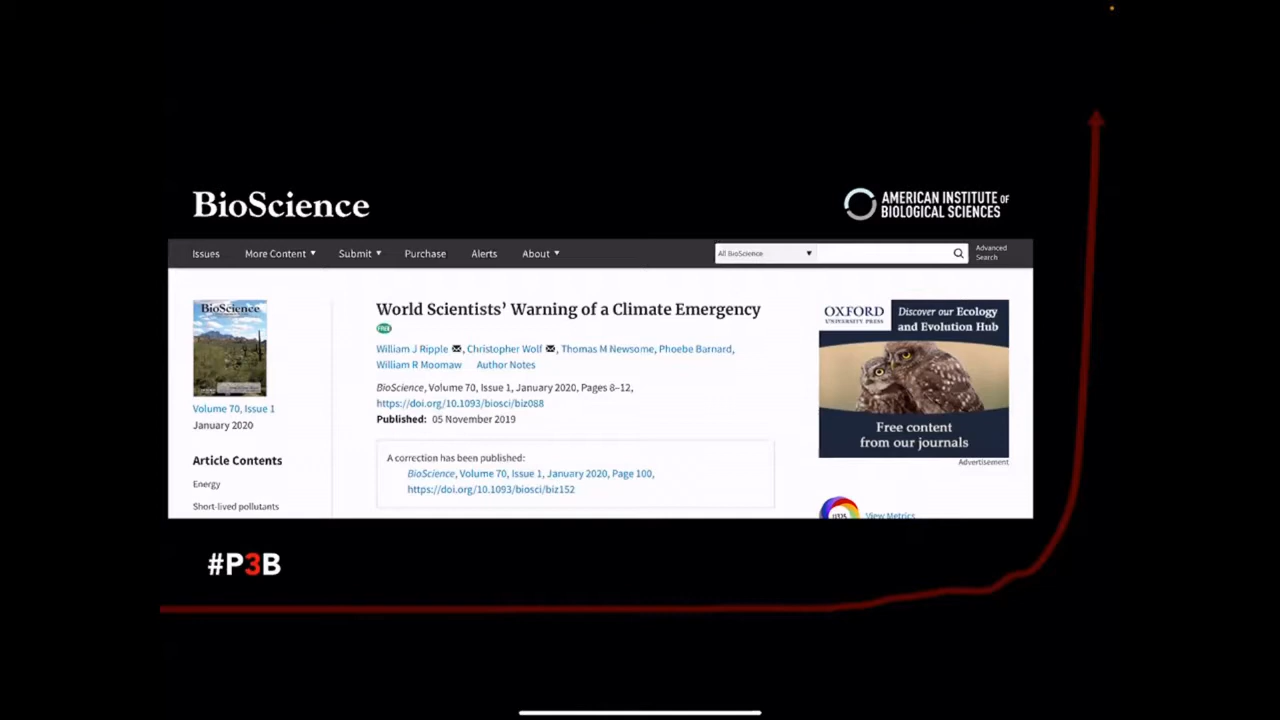 BioScience
AMERICAN INSTITUTE OF
BIOLOGICAL SCIENCES
Issues More Content Submit Purchase Alerts About
All BioScience
Advanced
Search
BioScience
Volume 70, Issue 1
January 2020
Article Contents
Energy
Short-lived pollutants
World Scientists’ Warning of a Climate Emergency
William J Ripple, Christopher Wolf, Thomas M Newsome, Phoebe Barnard,
William R Moomaw Author Notes
BioScience, Volume 70, Issue 1, January 2020, Pages 8–12,
https://doi.org/10.1093/biosci/biz088
Published: 05 November 2019
A correction has been published:
BioScience, Volume 70, Issue 1, January 2020, Page 100,
https://doi.org/10.1093/biosci/biz152
OXFORD
UNIVERSITY PRESS
Discover our Ecology
and Evolution Hub
Free content
from our journals
Advertisement
View Metrics
#P3B